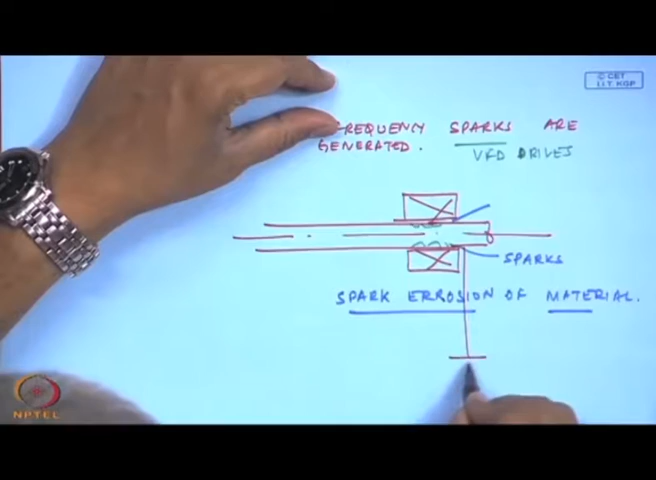 © CET
I.I.T. KGP
FREQUENCY SPARKS ARE
GENERATED.
VFD DRIVES
SPARKS
SPARK ERROSION OF MATERIAL.
NPTEL